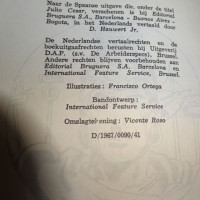 Naar de Spaanse uitgave die, onder de titel
Julio Cesar, verscheen is bij Editorial
Bruguera S.A., Barcelona - Buenos Aires -
Bogota, in het Nederlands vertaald door
D. Hauwert Jr.
De Nederlandse vertaalrechten en de
boekuitgaafrechten berusten bij Uitgeverij
D.A.P. (s.v. De Arbeiderspers), Brussel.
Andere rechten blijven voorbehouden aan
Editorial Bruguera S.A. Barcelona en
International Feature Service, Brussel.
Illustraties: Francisco Ortega
Bandontwerp:
International Feature Service
Omslagtekening: Vicente Roso
D/1967/0090/41